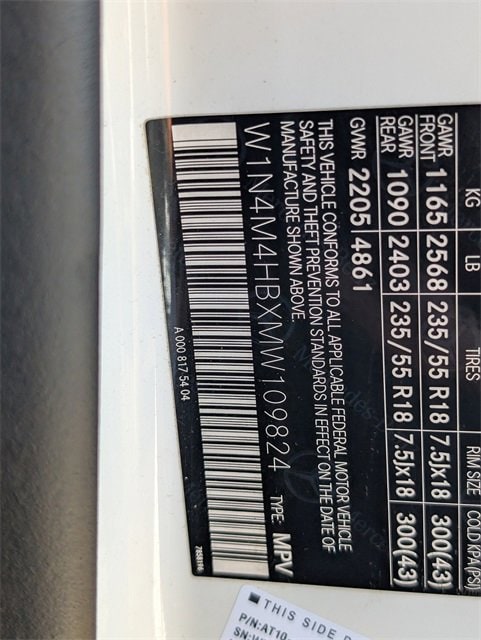 KG LB TIRES RIM SIZE COLD KPA(PSI)
GAWR FRONT 1165 2568 235/55 R18 7.5Jx18 300(43)
GAWR REAR 1090 2403 235/55 R18 7.5Jx18 300(43)
GVWR 2205 4861
THIS VEHICLE CONFORMS TO ALL APPLICABLE FEDERAL MOTOR VEHICLE
SAFETY AND THEFT PREVENTION STANDARDS IN EFFECT ON THE DATE OF
MANUFACTURE SHOWN ABOVE.
W1N4M4HBXMW109824 TYPE: MPV
A 000 817 54 04
THIS SIDE
P/N:AT10